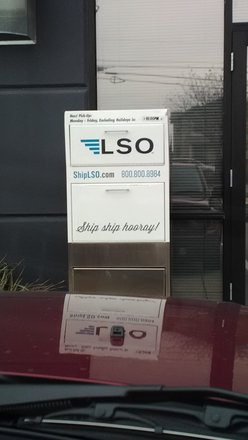 Next Pick-Up:
Monday - Friday, Excluding holidays in
LSO
ShipLSO.com 800.800.8984
Ship ship hooray!